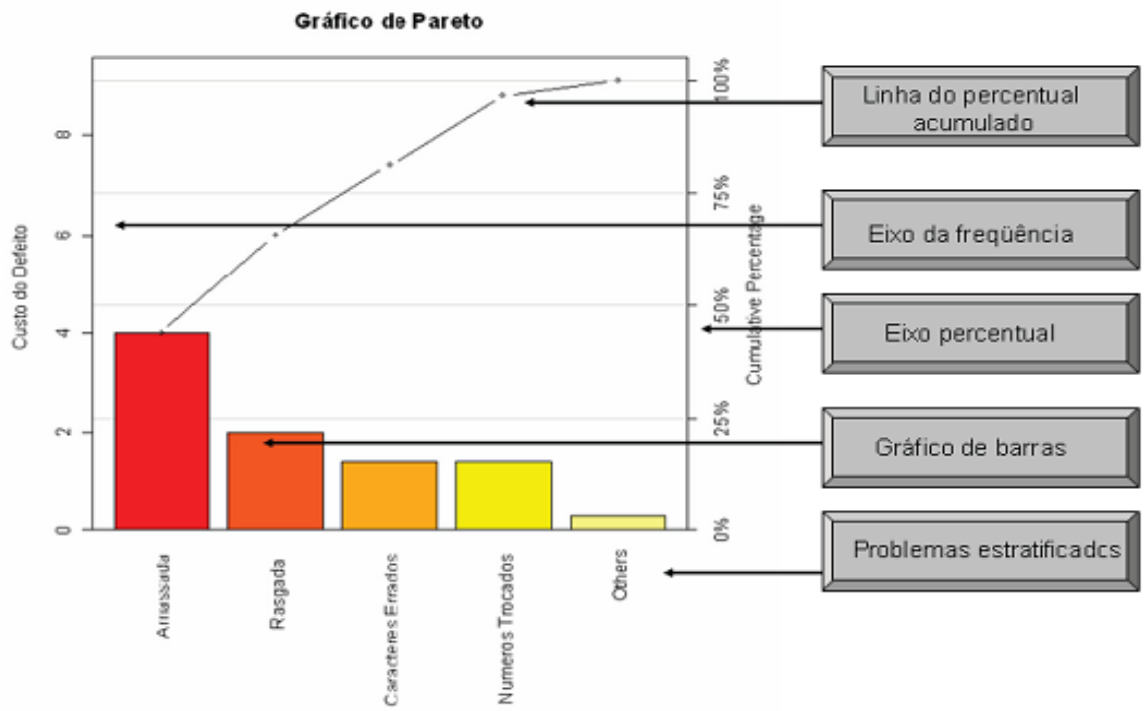 Gráfico de Pareto
Custo do Defeito
8
6
4
2
0
100%
75%
50%
25%
0%
Cumulative Percentage
Amassada
Rasgada
Caracteres Errados
Numeros Trocados
Others
Linha do percentual
acumulado
Eixo da freqüência
Eixo percentual
Gráfico de barras
Problemas estratificados